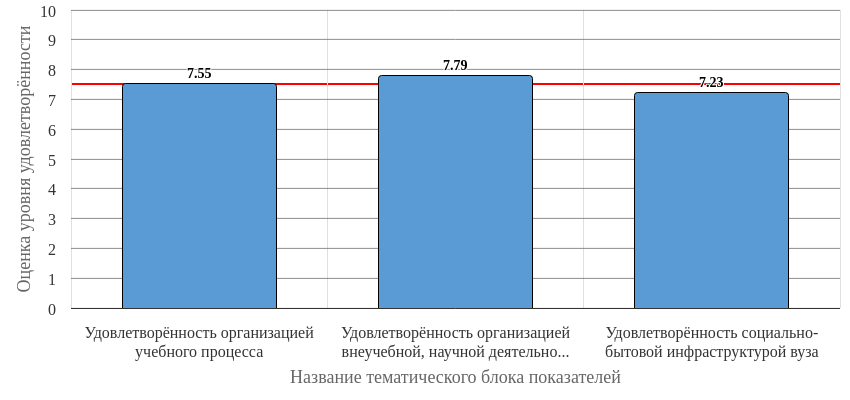 Оценка уровня удовлетворённости
10
9
8
7
6
5
4
3
2
1
0
7.55
7.79
7.23
Удовлетворённость организацией
учебного процесса
Удовлетворённость организацией
внеучебной, научной деятельно...
Удовлетворённость социально-
бытовой инфраструктурой вуза
Название тематического блока показателей